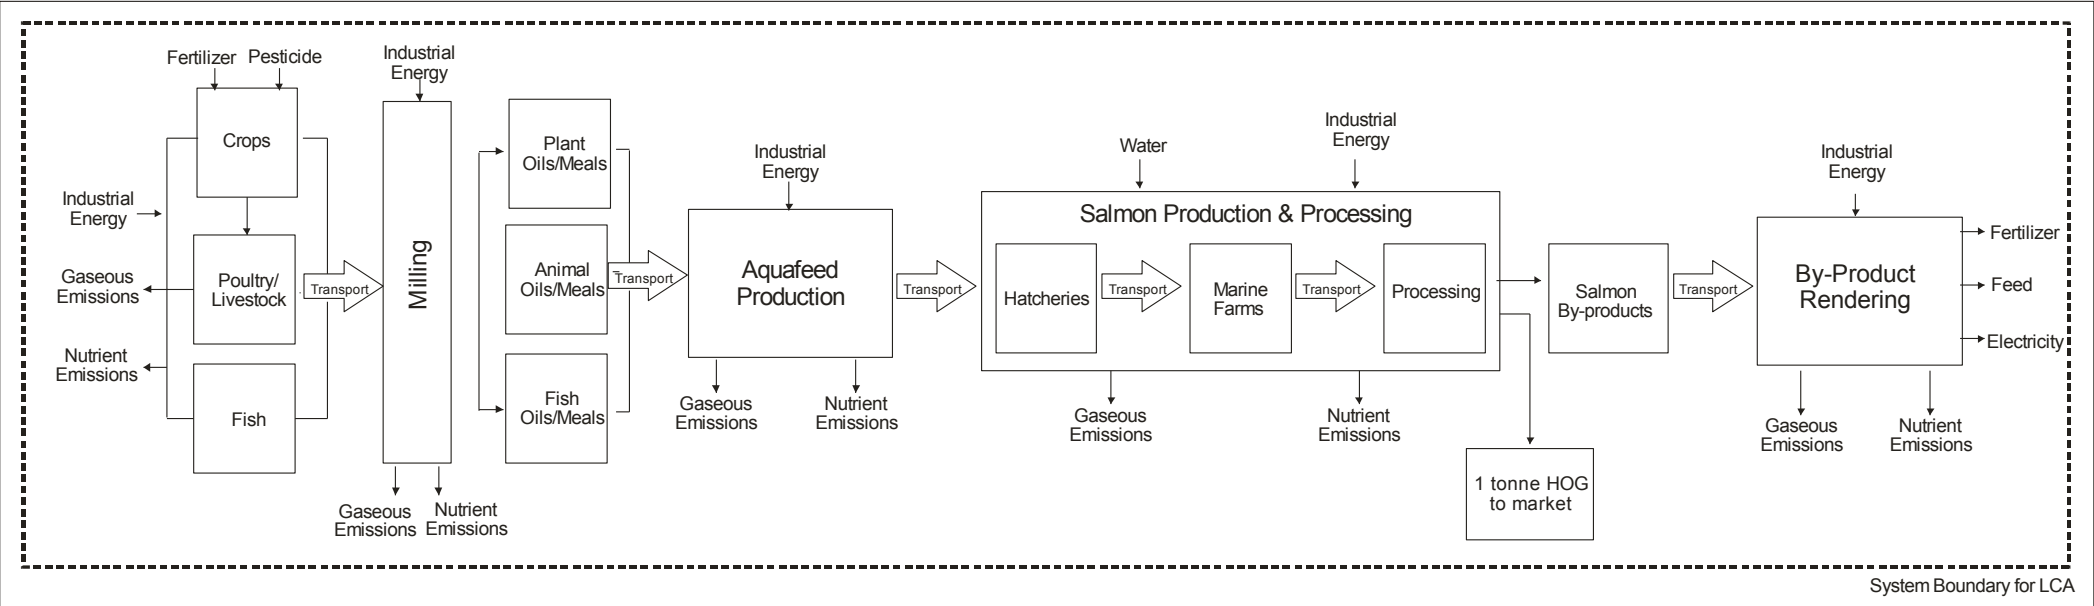 Fertilizer
Pesticide
Crops
Industrial
Energy
Gaseous
Emissions
Nutrient
Emissions
Poultry/
Livestock
Fish
Transport
Industrial
Energy
Milling
Gaseous
Emissions
Nutrient
Emissions
Plant
Oils/Meals
Animal
Oils/Meals
Fish
Oils/Meals
Transport
Industrial
Energy
Aquafeed
Production
Gaseous
Emissions
Nutrient
Emissions
Transport
Water
Industrial
Energy
Salmon Production & Processing
Hatcheries
Transport
Marine
Farms
Transport
Processing
Gaseous
Emissions
Nutrient
Emissions
1 tonne HOG
to market
Salmon
By-products
Transport
Industrial
Energy
By-Product
Rendering
Fertilizer
Feed
Electricity
Gaseous
Emissions
Nutrient
Emissions
System Boundary for LCA